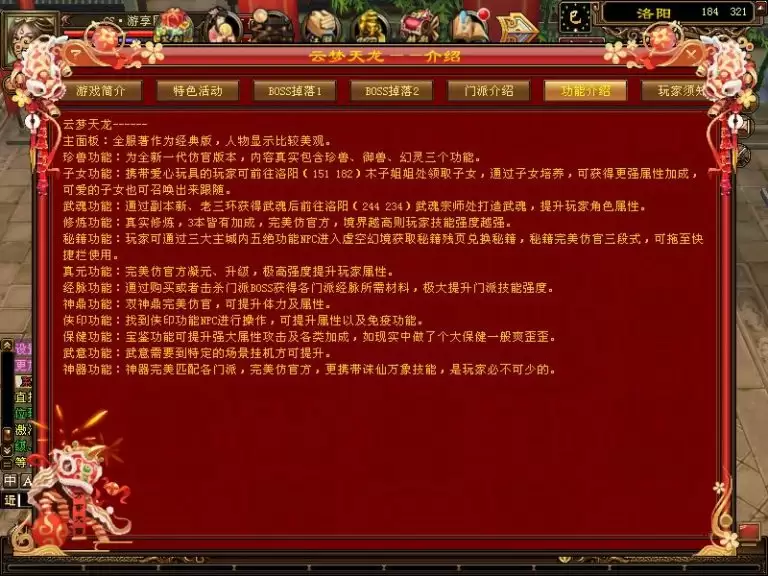 洛阳 184 321
云梦天龙——介绍
游戏简介 特色活动 BOSS掉落1 BOSS掉落2 门派介绍 功能介绍 玩家须知
云梦天龙------
主面板：全服著作为经典版，人物显示比较美观。
珍兽功能：为全新一代仿官版本，内容真实包含珍兽、御兽、幻灵三个功能。
子女功能：携带爱心玩具的玩家可前往洛阳（151 182）木子姐姐处领取子女，通过子女培养，可获得更强属性加成，
可爱的子女也可召唤出来跟随。
武魂功能：通过副本新、老三环获得武魂后前往洛阳（244 234）武魂宗师处打造武魂，提升玩家角色属性。
修炼功能：真实修炼，3本皆有加成，完美仿官方，境界越高则玩家技能强度越强。
秘籍功能：玩家可通过三大主城内五绝功能NPC进入虚空幻境获取秘籍残页兑换秘籍，秘籍完美仿官三段式，可拖至快
捷栏使用。
真元功能：完美仿官方凝元、升级，极高强度提升玩家属性。
经脉功能：通过购买或者击杀门派BOSS获得各门派经脉所需材料，极大提升门派技能强度。
神鼎功能：双神鼎完美仿官，可提升体力及属性。
侠印功能：找到侠印功能NPC进行操作，可提升属性以及免疫功能。
保健功能：宝鉴功能可提升强大属性攻击及各类加成，如现实中做了个大保健一般爽歪歪。
武意功能：武意需要到特定的场景挂机方可提升。
神器功能：神器完美匹配各门派，完美仿官方，更携带诛仙万象技能，是玩家必不可少的。